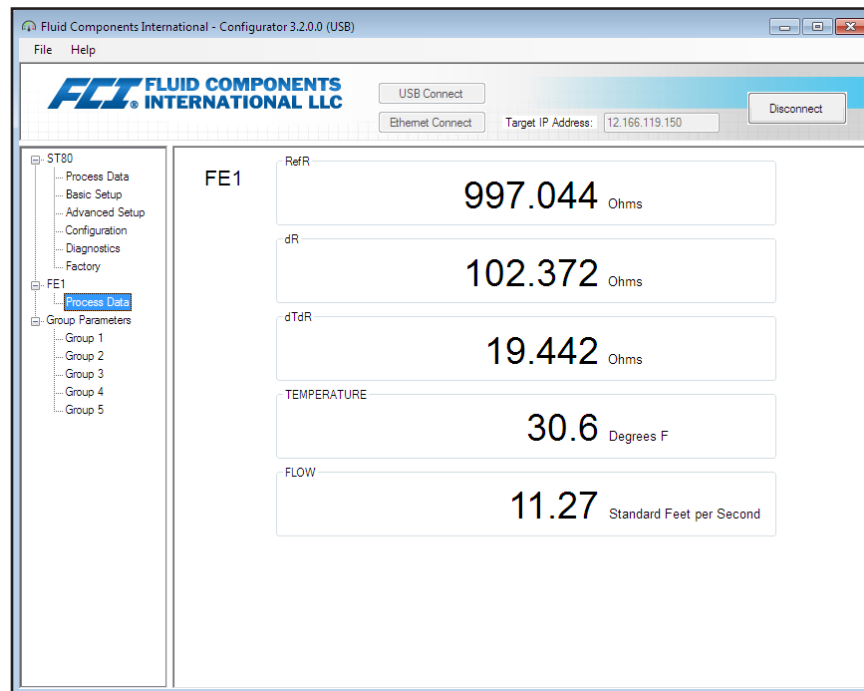 Fluid Components International - Configurator 3.2.0.0 (USB)
File Help
FCI® FLUID COMPONENTS
INTERNATIONAL LLC
USB Connect
Ethernet Connect
Target IP Address: 12.166.119.150
Disconnect
ST80
Process Data
Basic Setup
Advanced Setup
Configuration
Diagnostics
Factory
FE1
Process Data
Group Parameters
Group 1
Group 2
Group 3
Group 4
Group 5
FE1
RefR
997.044 Ohms
dR
102.372 Ohms
dTdR
19.442 Ohms
TEMPERATURE
30.6 Degrees F
FLOW
11.27 Standard Feet per Second